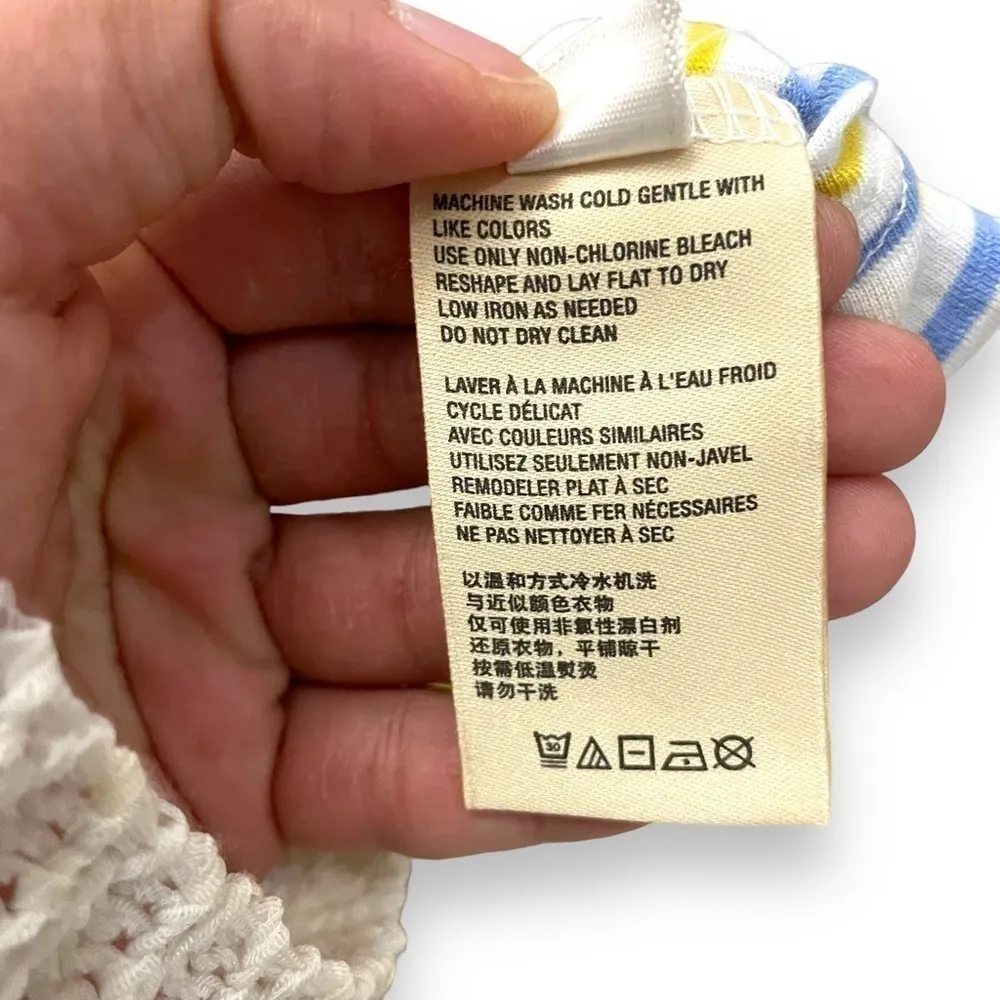 MACHINE WASH COLD GENTLE WITH
LIKE COLORS
USE ONLY NON-CHLORINE BLEACH
RESHAPE AND LAY FLAT TO DRY
LOW IRON AS NEEDED
DO NOT DRY CLEAN
LAVER À LA MACHINE À L'EAU FROID
CYCLE DÉLICAT
AVEC COULEURS SIMILAIRES
UTILISEZ SEULEMENT NON-JAVEL
REMODELER PLAT À SEC
FAIBLE COMME FER NÉCESSAIRES
NE PAS NETTOYER À SEC
以温和方式冷水机洗
与近似颜色衣物
仅可使用非氯性漂白剂
还原衣物，平铺晾干
按需低温熨烫
请勿干洗
30